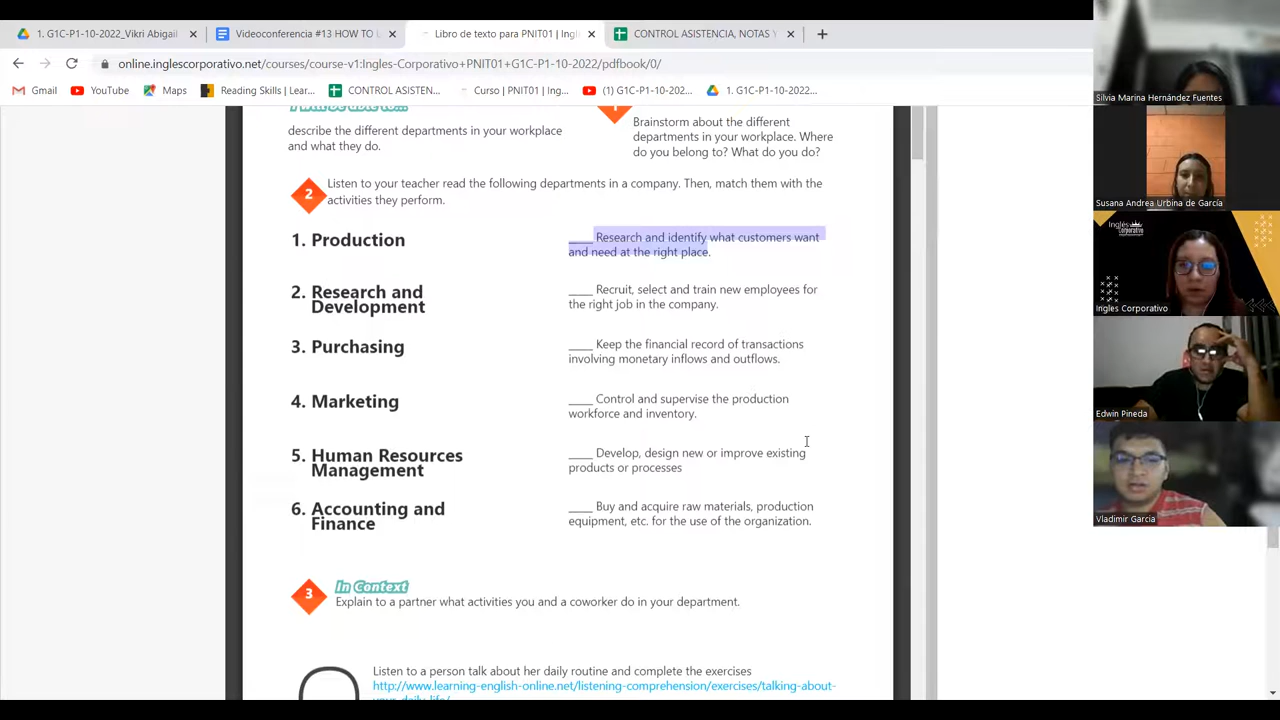 1. G1C-P1-10-2022_Vikri Abigail
Videoconferencia #13 HOW TO
Libro de texto para PNIT01 | Ingl
CONTROL ASISTENCIA, NOTAS Y
online.inglescorporativo.net/courses/course-v1:Ingles-Corporativo+PNIT01+G1C-P1-10-2022/pdfbook/0/
Gmail
YouTube
Maps
Reading Skills | Lear...
CONTROL ASISTEN...
Curso | PNIT01 | Ing...
(1) G1C-P1-10-202...
1. G1C-P1-10-2022...
I will be able to...
describe the different departments in your workplace
and what they do.
Brainstorm about the different
departments in your workplace. Where
do you belong to? What do you do?
2
Listen to your teacher read the following departments in a company. Then, match them with the
activities they perform.
1. Production
____ Research and identify what customers want
and need at the right place.
2. Research and
Development
____ Recruit, select and train new employees for
the right job in the company.
3. Purchasing
____ Keep the financial record of transactions
involving monetary inflows and outflows.
4. Marketing
____ Control and supervise the production
workforce and inventory.
5. Human Resources
Management
____ Develop, design new or improve existing
products or processes
6. Accounting and
Finance
____ Buy and acquire raw materials, production
equipment, etc. for the use of the organization.
3
In Context
Explain to a partner what activities you and a coworker do in your department.
Listen to a person talk about her daily routine and complete the exercises
http://www.learning-english-online.net/listening-comprehension/exercises/talking-about-
your-daily-life/
Silvia Marina Hernández Fuentes
Susana Andrea Urbina de García
Inglés
Corporativo
Ingles Corporativo
Edwin Pineda
Vladimir Garcia